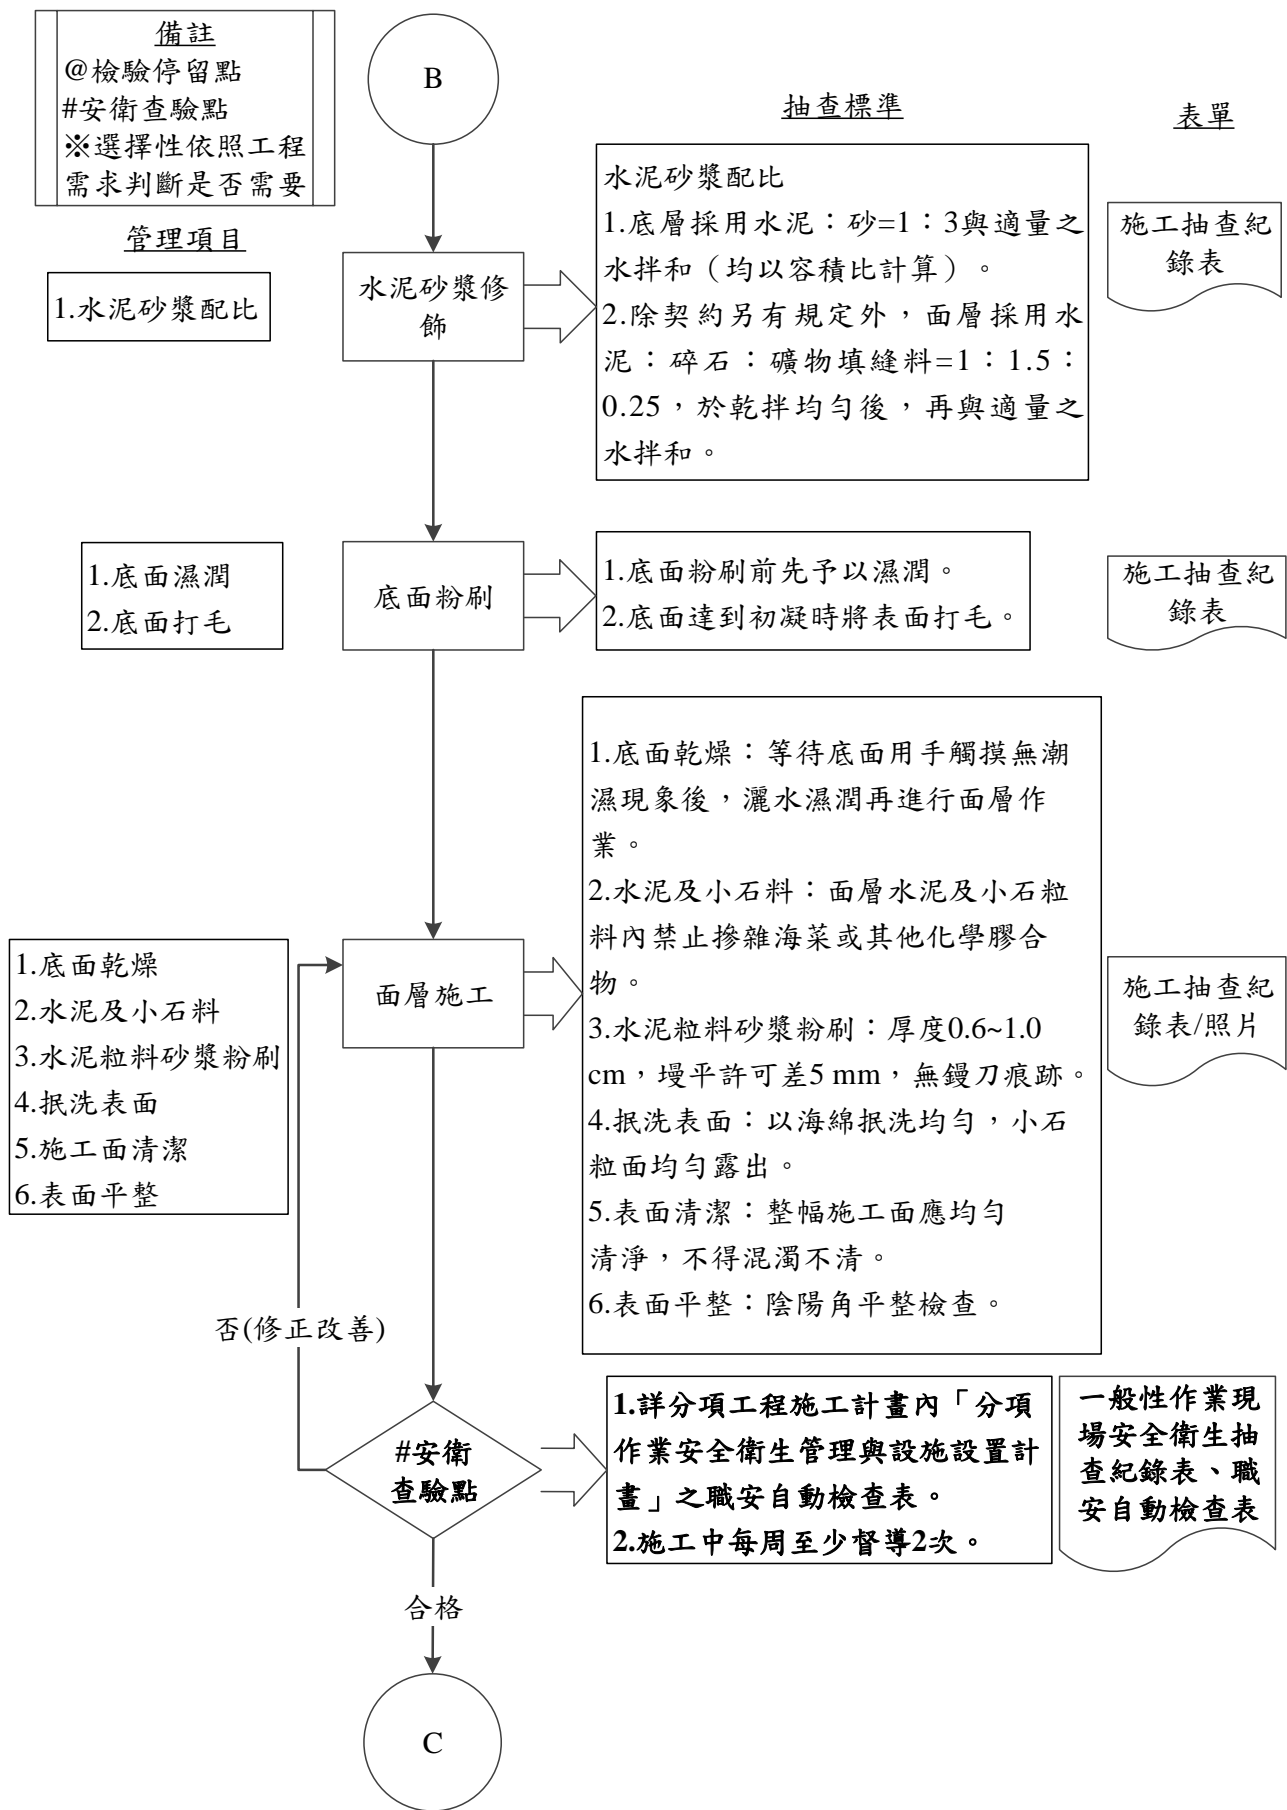 備註
@檢驗停留點
#安衛查驗點
※選擇性依照工程
需求判斷是否需要
B
抽查標準
表單
管理項目
1.水泥砂漿配比
水泥砂漿修
飾
水泥砂漿配比
1.底層採用水泥：砂=1：3與適量之
水拌和（均以容積比計算）。
2.除契約另有規定外，面層採用水
泥：碎石：礦物填縫料=1：1.5：
0.25，於乾拌均勻後，再與適量之
水拌和。
施工抽查紀
錄表
1.底面濕潤
2.底面打毛
底面粉刷
1.底面粉刷前先予以濕潤。
2.底面達到初凝時將表面打毛。
施工抽查紀
錄表
1.底面乾燥
2.水泥及小石料
3.水泥粒料砂漿粉刷
4.抿洗表面
5.施工面清潔
6.表面平整
面層施工
1.底面乾燥：等待底面用手觸摸無潮
濕現象後，灑水濕潤再進行面層作
業。
2.水泥及小石料：面層水泥及小石粒
料內禁止摻雜海菜或其他化學膠合
物。
3.水泥粒料砂漿粉刷：厚度0.6~1.0
cm，墁平許可差5 mm，無鏝刀痕跡。
4.抿洗表面：以海綿抿洗均勻，小石
粒面均勻露出。
5.表面清潔：整幅施工面應均勻
清淨，不得混濁不清。
6.表面平整：陰陽角平整檢查。
施工抽查紀
錄表/照片
否(修正改善)
#安衛
查驗點
1.詳分項工程施工計畫內「分項
作業安全衛生管理與設施設置計
畫」之職安自動檢查表。
2.施工中每周至少督導2次。
一般性作業現
場安全衛生抽
查紀錄表、職
安自動檢查表
合格
C